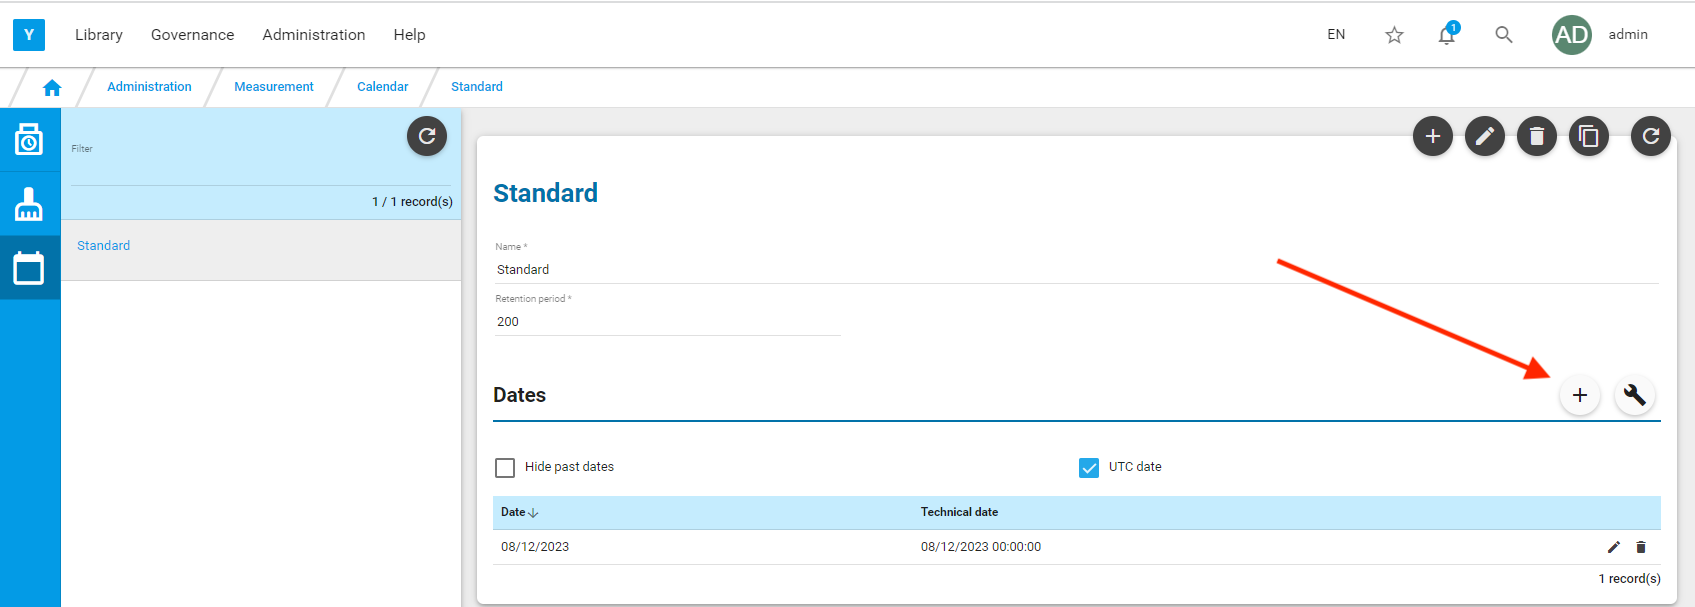 Y Library Governance Administration Help EN 1 AD admin
Administration Measurement Calendar Standard
Filter
1 / 1 record(s)
Standard
Standard
Name *
Standard
Retention period *
200
Dates
Hide past dates UTC date
Date Technical date
08/12/2023 08/12/2023 00:00:00
1 record(s)